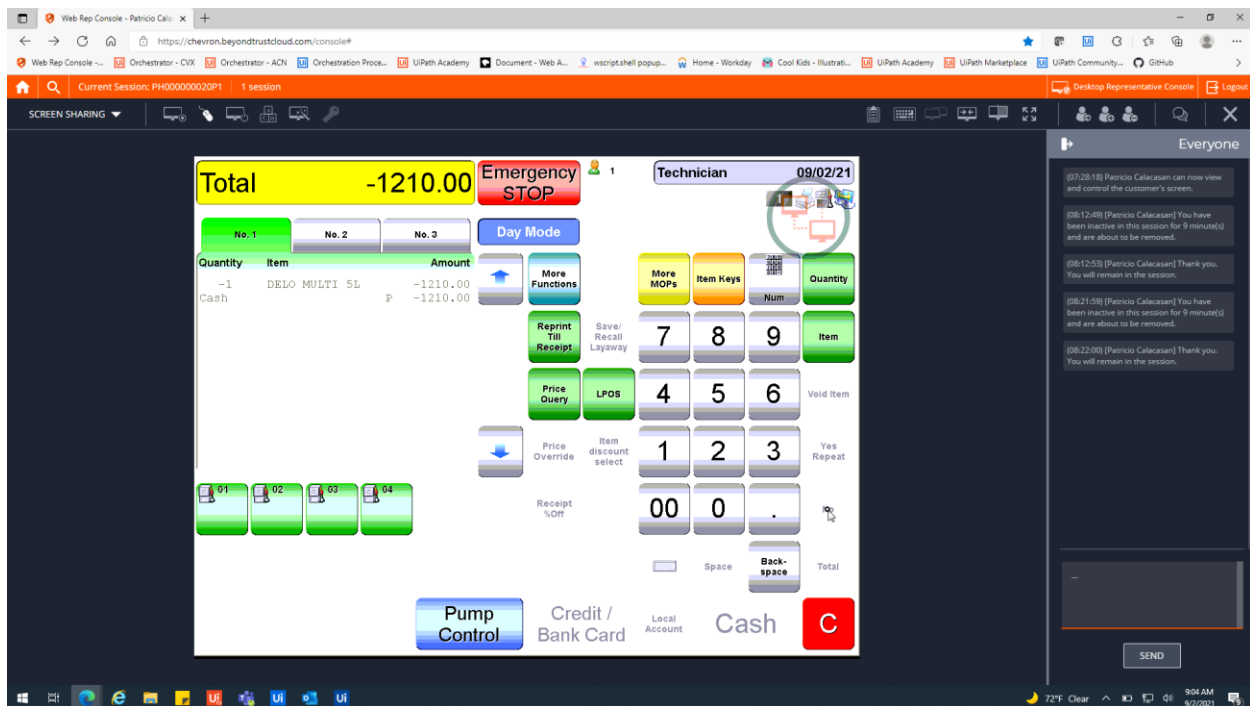 Web Rep Console - Patricio Cala
https://chevron.beyondtrustcloud.com/console#
Web Rep Console -... Orchestrator - CVX Orchestrator - ACN Orchestration Proce... UiPath Academy Document - Web A... wscript.shell popup... Home - Workday Cool Kids - Illustrati... UiPath Academy UiPath Marketplace UiPath Community... GitHub
Current Session: PH000000020P1 1 session Desktop Representative Console Logout
SCREEN SHARING
Everyone
(07:28:18) Patricio Calacasan can now view
and control the customer's screen.
(08:12:49) [Patricio Calacasan] You have
been inactive in this session for 9 minute(s)
and are about to be removed.
(08:12:53) [Patricio Calacasan] Thank you.
You will remain in the session.
(08:21:59) [Patricio Calacasan] You have
been inactive in this session for 9 minute(s)
and are about to be removed.
(08:22:00) [Patricio Calacasan] Thank you.
You will remain in the session.
SEND
Total -1210.00
Emergency
STOP
1
Technician 09/02/21
No. 1 No. 2 No. 3
Day Mode
Quantity Item Amount
-1 DELO MULTI 5L -1210.00
Cash P -1210.00
More
Functions
More
MOPs
Item Keys
Num
Quantity
Reprint
Till
Receipt
Save/
Recall
Layaway
7 8 9
Item
Price
Query
LPOS
4 5 6
Void Item
Price
Override
Item
discount
select
1 2 3
Yes
Repeat
01 02 03 04
Receipt
%Off
00 0 .
Space
Back-
space
Total
Pump
Control
Credit /
Bank Card
Local
Account
Cash
C
72°F Clear
9:04 AM
9/2/2021